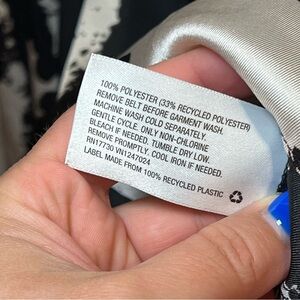 100% POLYESTER (33% RECYCLED POLYESTER)
REMOVE BELT BEFORE GARMENT WASH.
MACHINE WASH COLD SEPARATELY.
GENTLE CYCLE. ONLY NON-CHLORINE
BLEACH IF NEEDED. TUMBLE DRY LOW.
REMOVE PROMPTLY. COOL IRON IF NEEDED.
RN17730 VN1247024
LABEL MADE FROM 100% RECYCLED PLASTIC